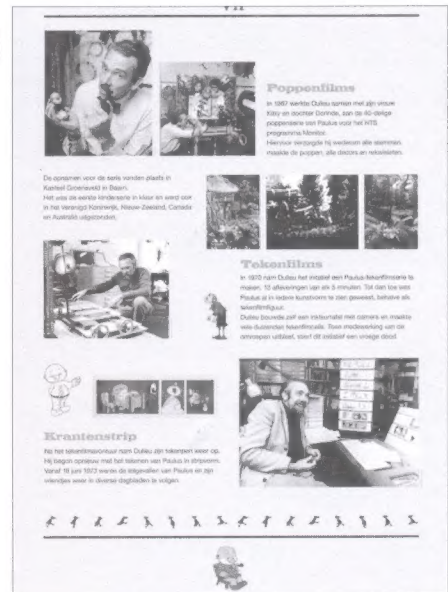 Poppenfilms
In 1967 werkte Dulieu samen met zijn vrouw
Kitty en dochter Dorinde, aan de 40-delige
poppenserie van Paulus voor het NTS
programma Monitor.
Hiervoor verzorgde hij wederom alle stemmen,
maakte de poppen, alle decors en rekwisieten.
De opnamen voor de serie vonden plaats in
Kasteel Groeneveld in Baarn.
Het was de eerste kinderserie in kleur en werd ook
in het Verenigd Koninkrijk, Nieuw-Zeeland, Canada
en Australië uitgezonden.
Tekenfilms
In 1970 nam Dulieu het initiatief een Paulus-tekenfilmserie te
maken, 13 afleveringen van elk 5 minuten. Tot dan toe was
Paulus al in iedere kunstvorm te zien geweest, behalve als
tekenfilmfiguur.
Dulieu bouwde zelf een inktoestel met camera en maakte
vele duizenden tekenfilmcells. Toen medewerking van de
omroepen uitbleef, stierf dit initiatief een vroege dood.
Krantenstrip
Na het tekenfilmavontuur nam Dulieu zijn tekenpen weer op.
Hij begon opnieuw met het tekenen van Paulus in stripvorm.
Vanaf 19 juni 1973 waren de lotgevallen van Paulus en zijn
vriendjes weer in diverse dagbladen te volgen.